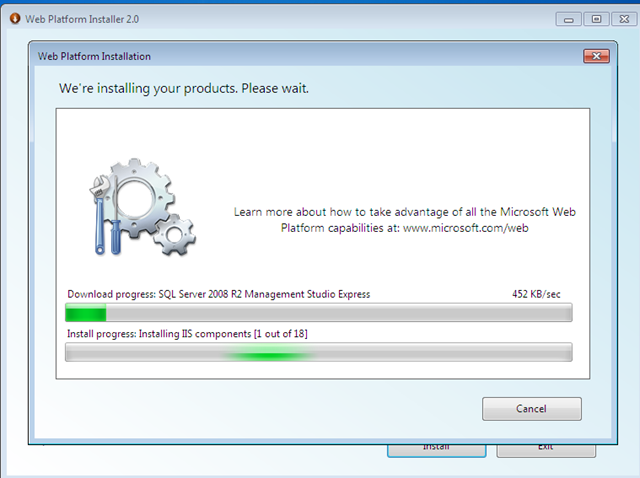 Web Platform Installer 2.0
Web Platform Installation
We're installing your products. Please wait.
Learn more about how to take advantage of all the Microsoft Web
Platform capabilities at: www.microsoft.com/web
Download progress: SQL Server 2008 R2 Management Studio Express 452 KB/sec
Install progress: Installing IIS components [1 out of 18]
Cancel
Install Exit